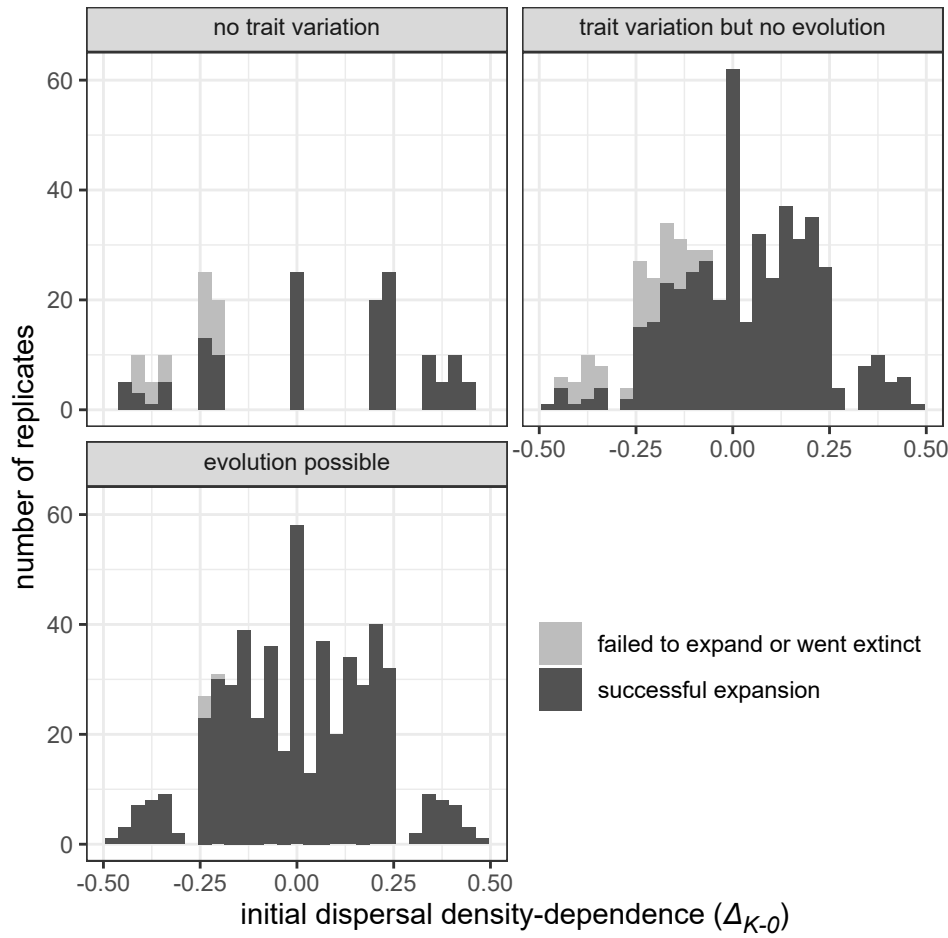 no trait variation
trait variation but no evolution
60
40
20
0
-0.50 -0.25 0.00 0.25 0.50
evolution possible
60
40
20
0
-0.50 -0.25 0.00 0.25 0.50
number of replicates
initial dispersal density-dependence (ΔK-0)
failed to expand or went extinct
successful expansion